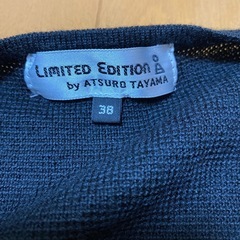 LIMITED EDITION
by ATSURO TAYAMA
38